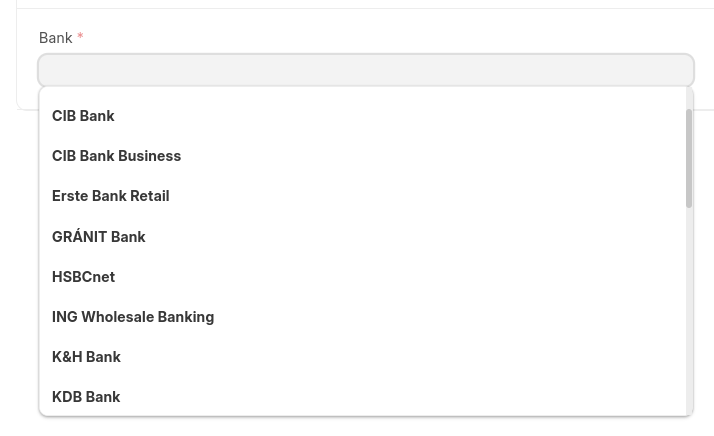 Bank *
CIB Bank
CIB Bank Business
Erste Bank Retail
GRÁNIT Bank
HSBCnet
ING Wholesale Banking
K&H Bank
KDB Bank